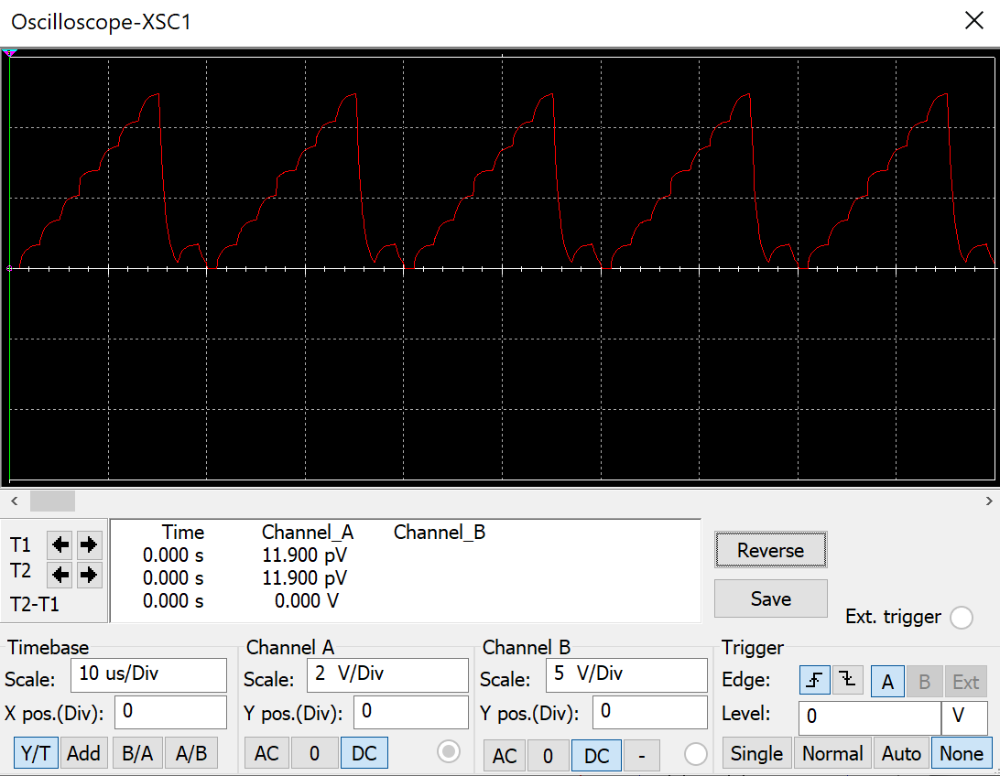 Oscilloscope-XSC1
Time Channel_A Channel_B
T1 0.000 s 11.900 pV
T2 0.000 s 11.900 pV
T2-T1 0.000 s 0.000 V
Reverse
Save
Ext. trigger
Timebase
Scale: 10 us/Div
X pos.(Div): 0
Y/T Add B/A A/B
Channel A
Scale: 2 V/Div
Y pos.(Div): 0
AC 0 DC
Channel B
Scale: 5 V/Div
Y pos.(Div): 0
AC 0 DC -
Trigger
Edge: A B Ext
Level: 0 V
Single Normal Auto None